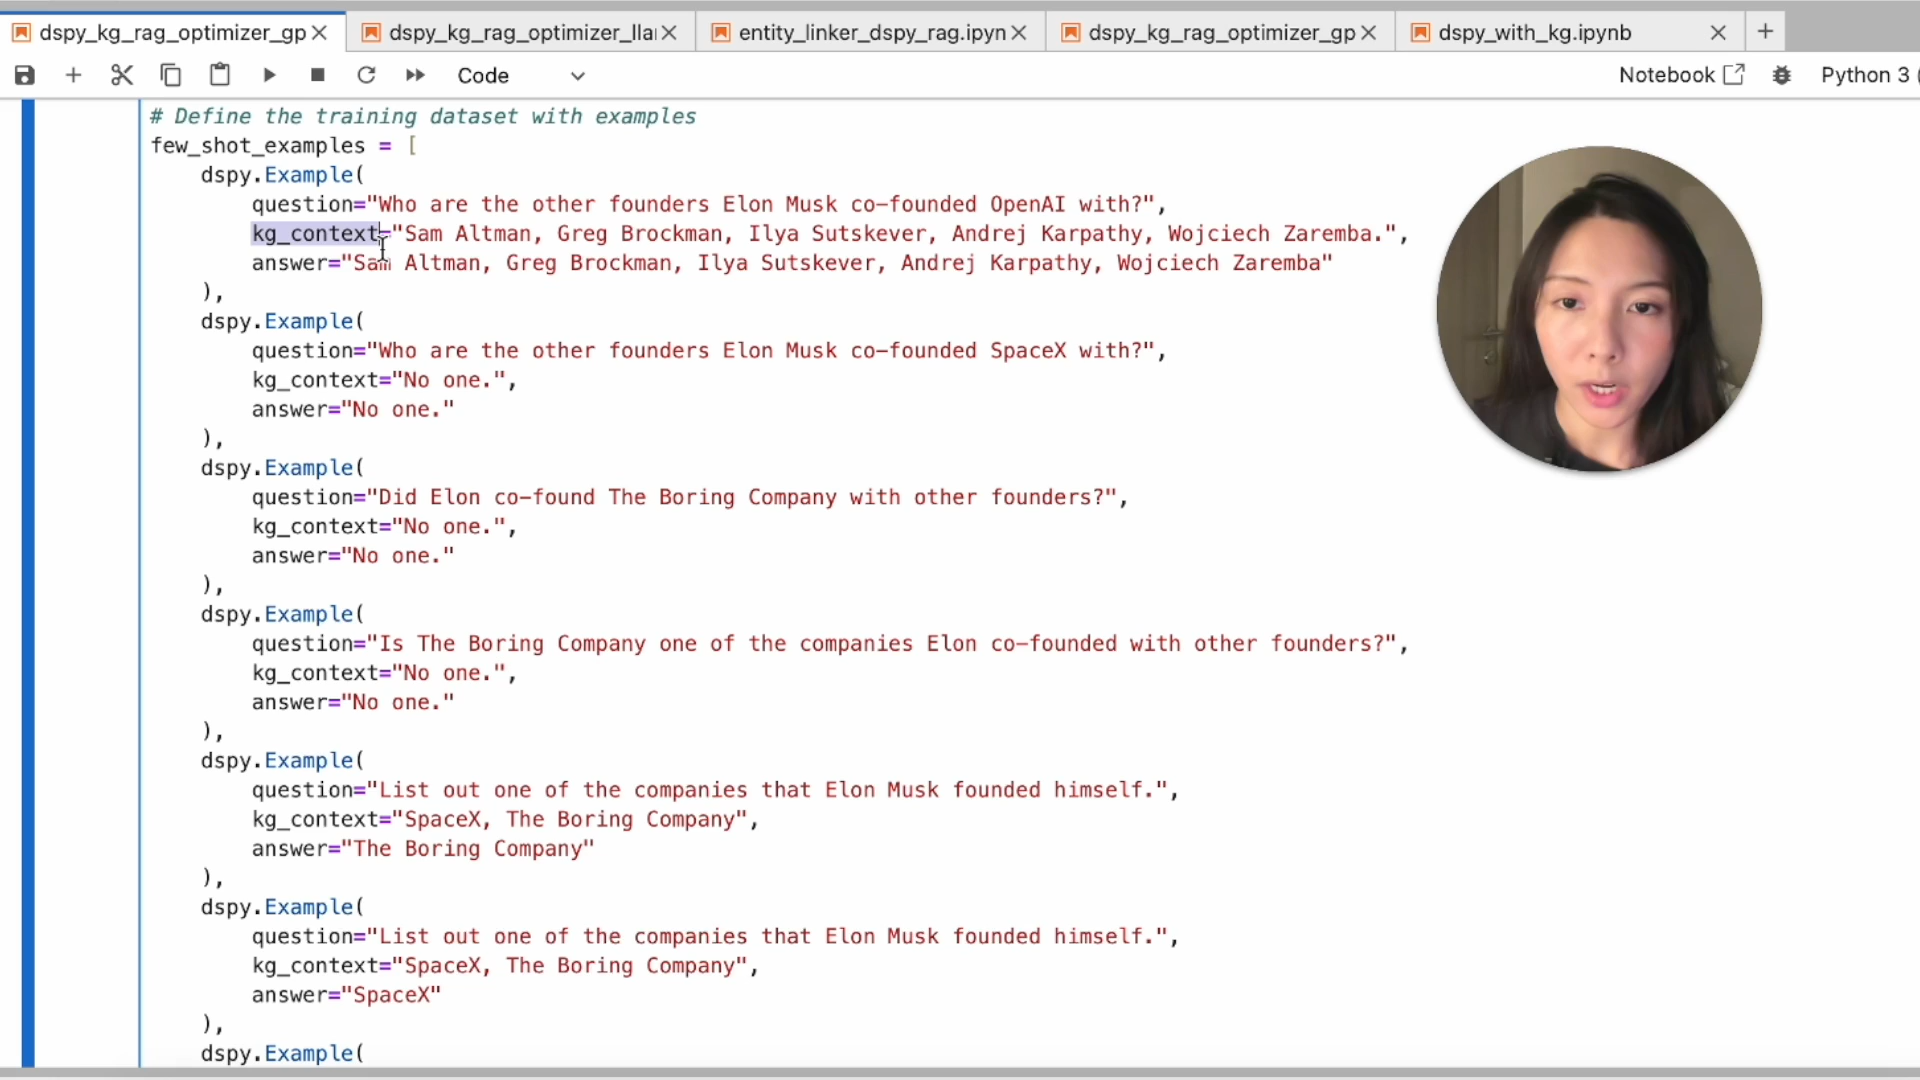 dspy_kg_rag_optimizer_gp
dspy_kg_rag_optimizer_lla
entity_linker_dspy_rag.ipyn
dspy_kg_rag_optimizer_gp
dspy_with_kg.ipynb
Code
Notebook
Python 3 (
# Define the training dataset with examples
few_shot_examples = [
dspy.Example(
question="Who are the other founders Elon Musk co-founded OpenAI with?",
kg_context="Sam Altman, Greg Brockman, Ilya Sutskever, Andrej Karpathy, Wojciech Zaremba.",
answer="Sam Altman, Greg Brockman, Ilya Sutskever, Andrej Karpathy, Wojciech Zaremba"
),
dspy.Example(
question="Who are the other founders Elon Musk co-founded SpaceX with?",
kg_context="No one.",
answer="No one."
),
dspy.Example(
question="Did Elon co-found The Boring Company with other founders?",
kg_context="No one.",
answer="No one."
),
dspy.Example(
question="Is The Boring Company one of the companies Elon co-founded with other founders?",
kg_context="No one.",
answer="No one."
),
dspy.Example(
question="List out one of the companies that Elon Musk founded himself.",
kg_context="SpaceX, The Boring Company",
answer="The Boring Company"
),
dspy.Example(
question="List out one of the companies that Elon Musk founded himself.",
kg_context="SpaceX, The Boring Company",
answer="SpaceX"
),
dspy.Example(